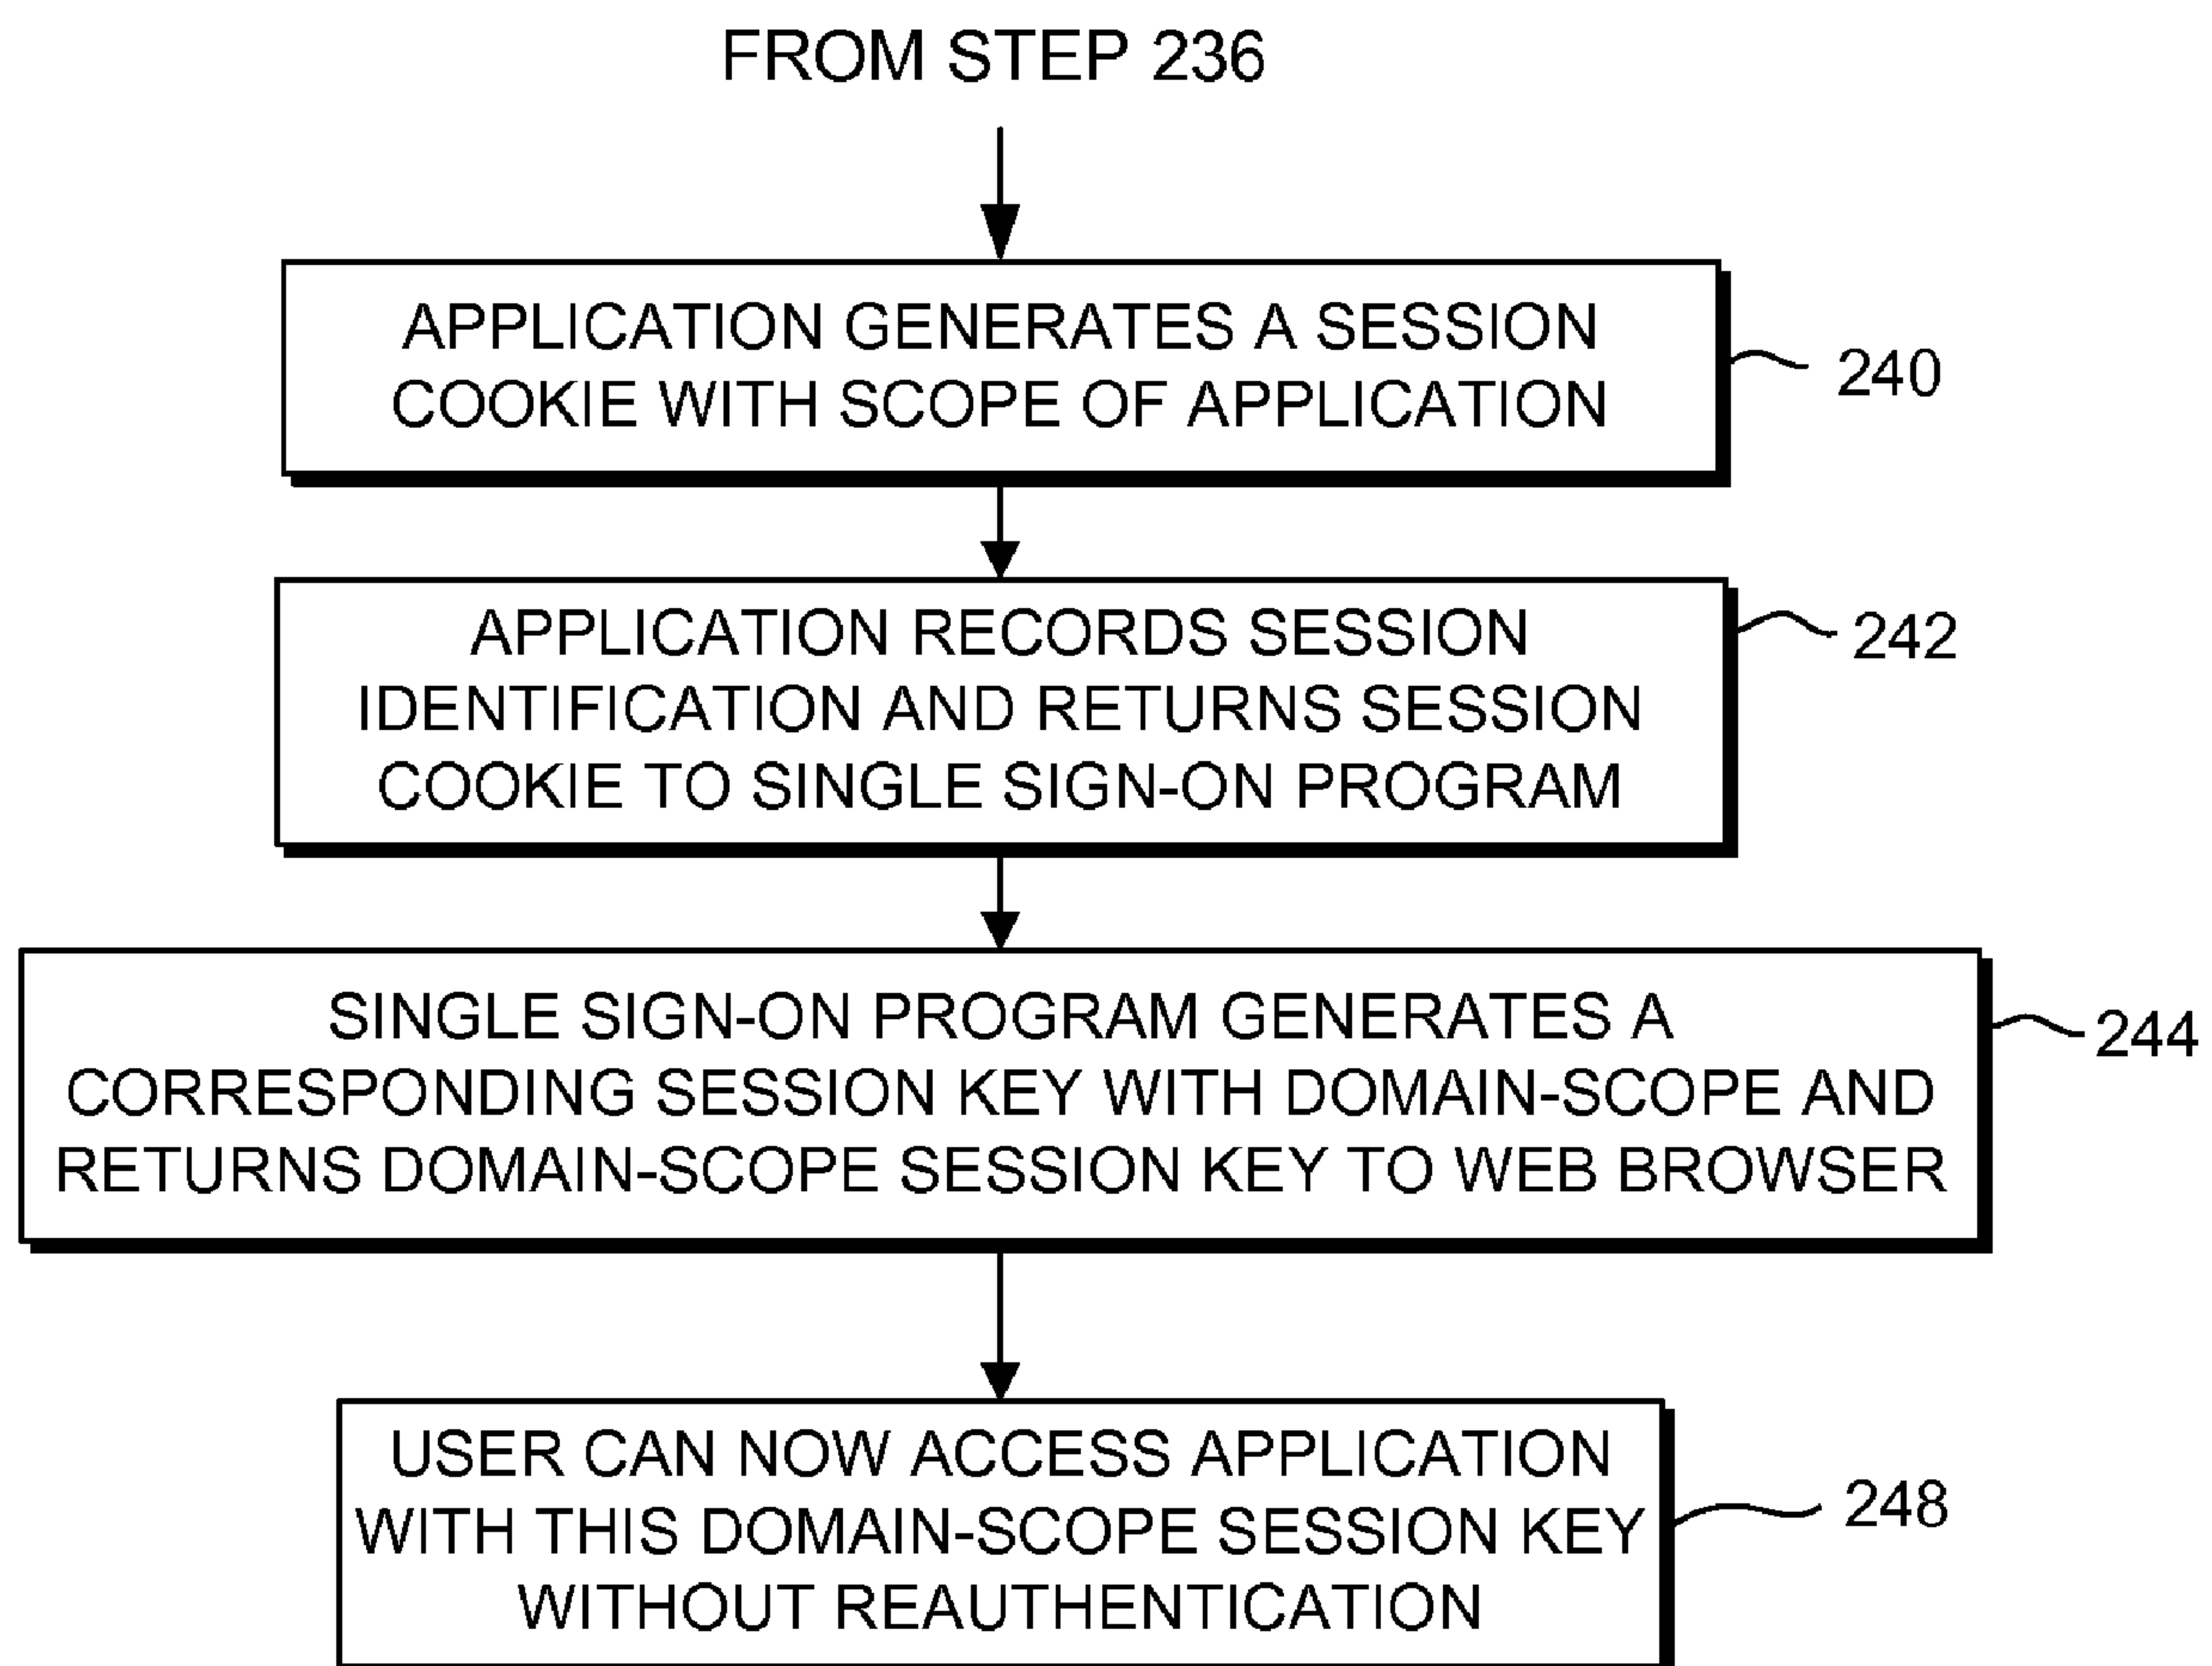 FROM STEP 236
APPLICATION GENERATES A SESSION
COOKIE WITH SCOPE OF APPLICATION
240
APPLICATION RECORDS SESSION
IDENTIFICATION AND RETURNS SESSION
COOKIE TO SINGLE SIGN-ON PROGRAM
242
SINGLE SIGN-ON PROGRAM GENERATES A
CORRESPONDING SESSION KEY WITH DOMAIN-SCOPE AND
RETURNS DOMAIN-SCOPE SESSION KEY TO WEB BROWSER
244
USER CAN NOW ACCESS APPLICATION
WITH THIS DOMAIN-SCOPE SESSION KEY
WITHOUT REAUTHENTICATION
248